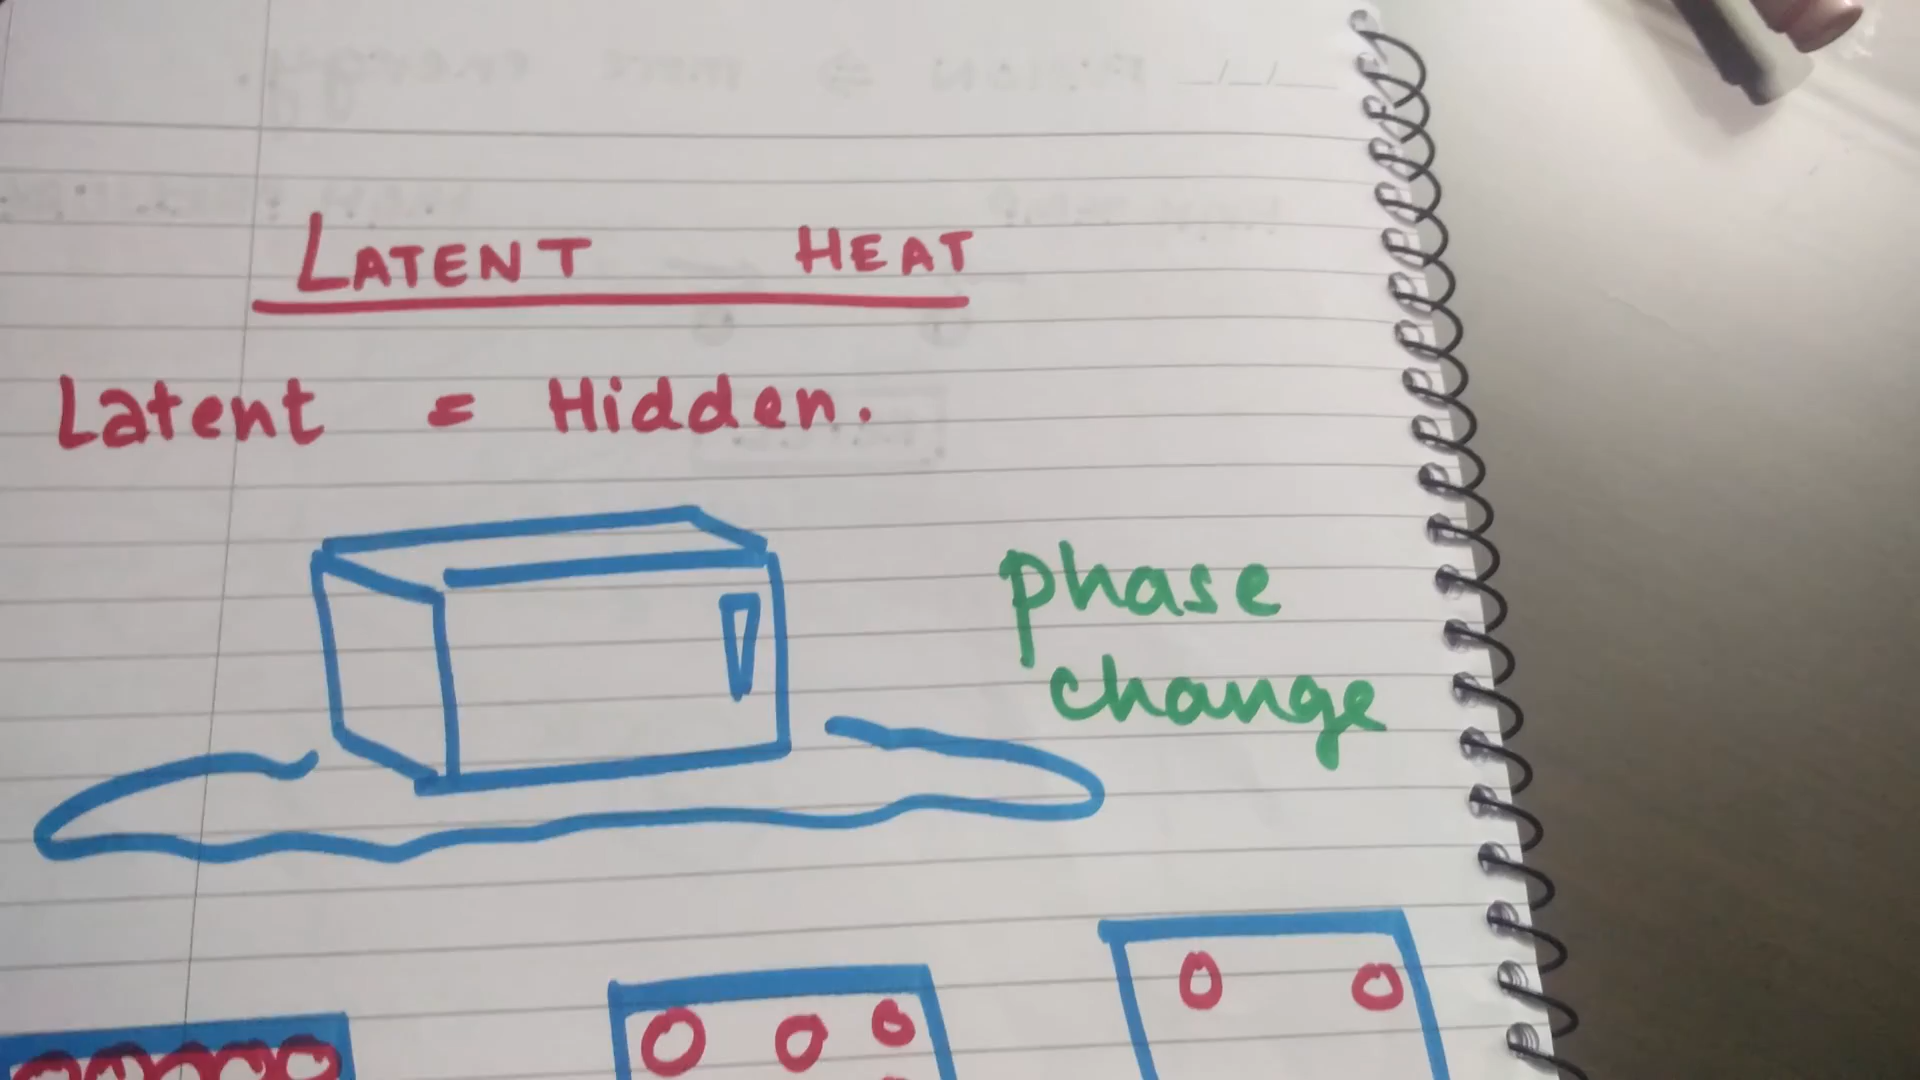 LATENT HEAT
Latent = Hidden.
phase
change